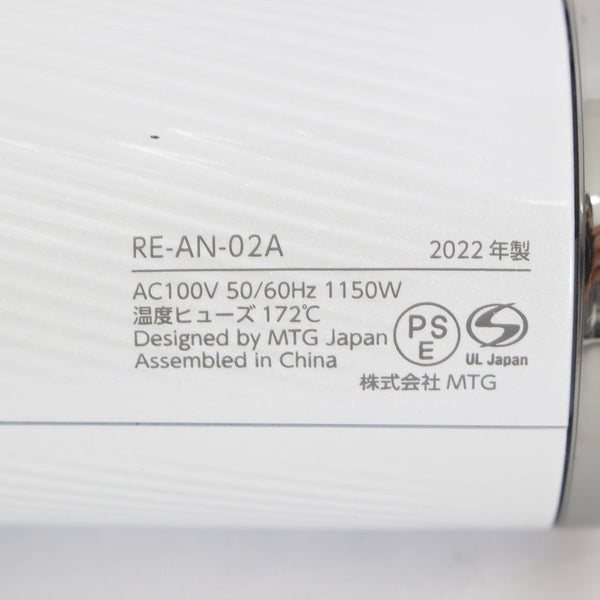 RE-AN-02A 2022年製
AC100V 50/60Hz 1150W
温度ヒューズ 172℃
Designed by MTG Japan
Assembled in China
PS
E
S
UL Japan
株式会社 MTG